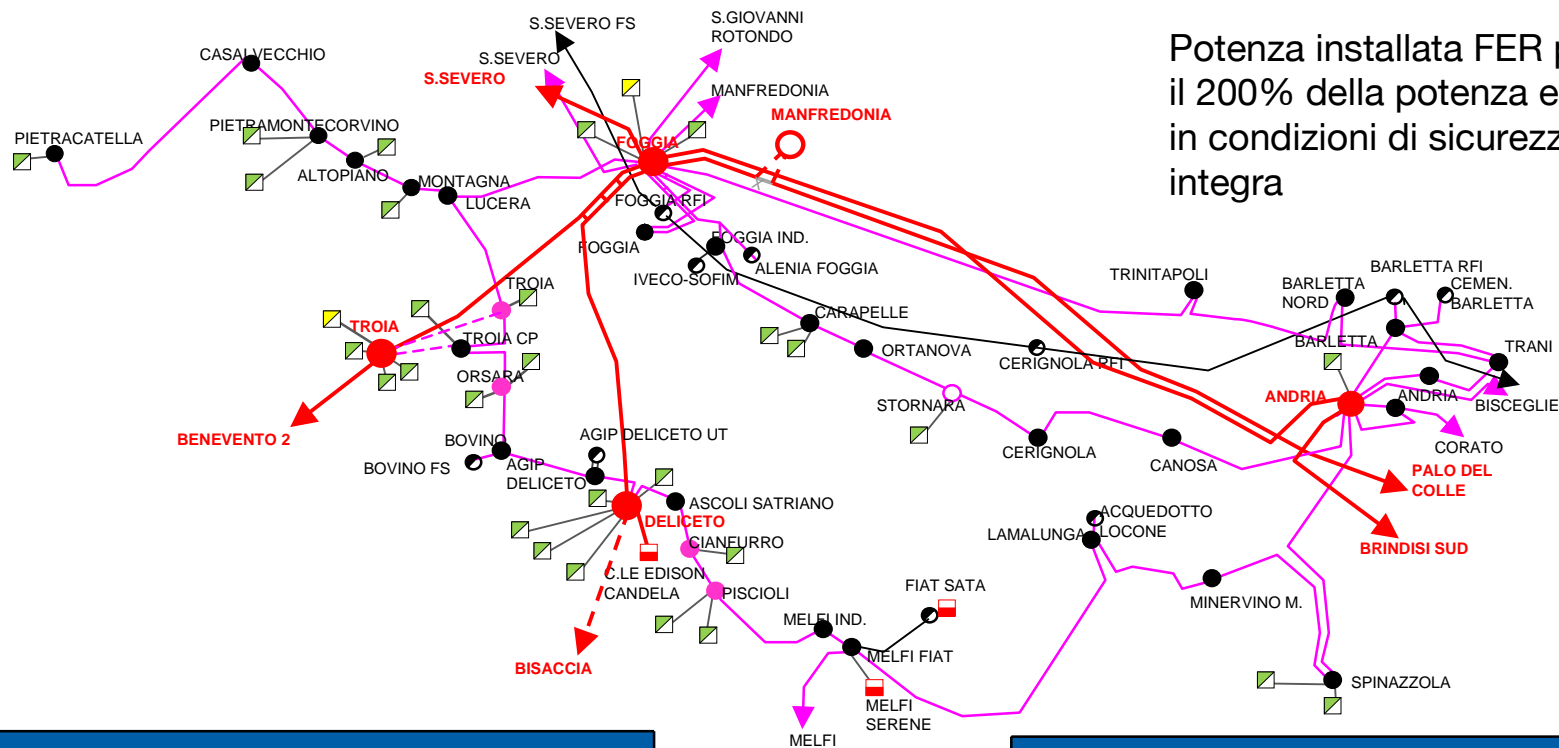 S.SEVERO FS
S.GIOVANNI
ROTONDO
Potenza installata FER p
il 200% della potenza e
in condizioni di sicurezz
integra
CASALVECCHIO
S.SEVERO
S.SEVERO
MANFREDONIA
MANFREDONIA
PIETRACATELLA
PIETRAMONTECORVINO
FOGGIA
ALTOPIANO
MONTAGNA
LUCERA
FOGGIA RFI
FOGGIA
FOGGIA IND.
IVECO-SOFIM
ALENIA FOGGIA
TRINITAPOLI
BARLETTA
NORD
BARLETTA RFI
CEMEN.
BARLETTA
TROIA
TROIA
TROIA CP
CARAPELLE
ORTANOVA
CERIGNOLA RFI
BARLETTA
TRANI
ORSARA
STORNARA
ANDRIA
ANDRIA
BISCEGLIE
BENEVENTO 2
BOVINO
BOVINO FS
AGIP DELICETO UT
AGIP
DELICETO
CERIGNOLA
CANOSA
CORATO
PALO DEL
COLLE
ASCOLI SATRIANO
DELICETO
LAMALUNGA
ACQUEDOTTO
LOCONE
BRINDISI SUD
CIANFURRO
C.LE EDISON
CANDELA
PISCIOLI
FIAT SATA
MINERVINO M.
MELFI IND.
MELFI FIAT
BISACCIA
MELFI
SERENE
SPINAZZOLA
MELFI